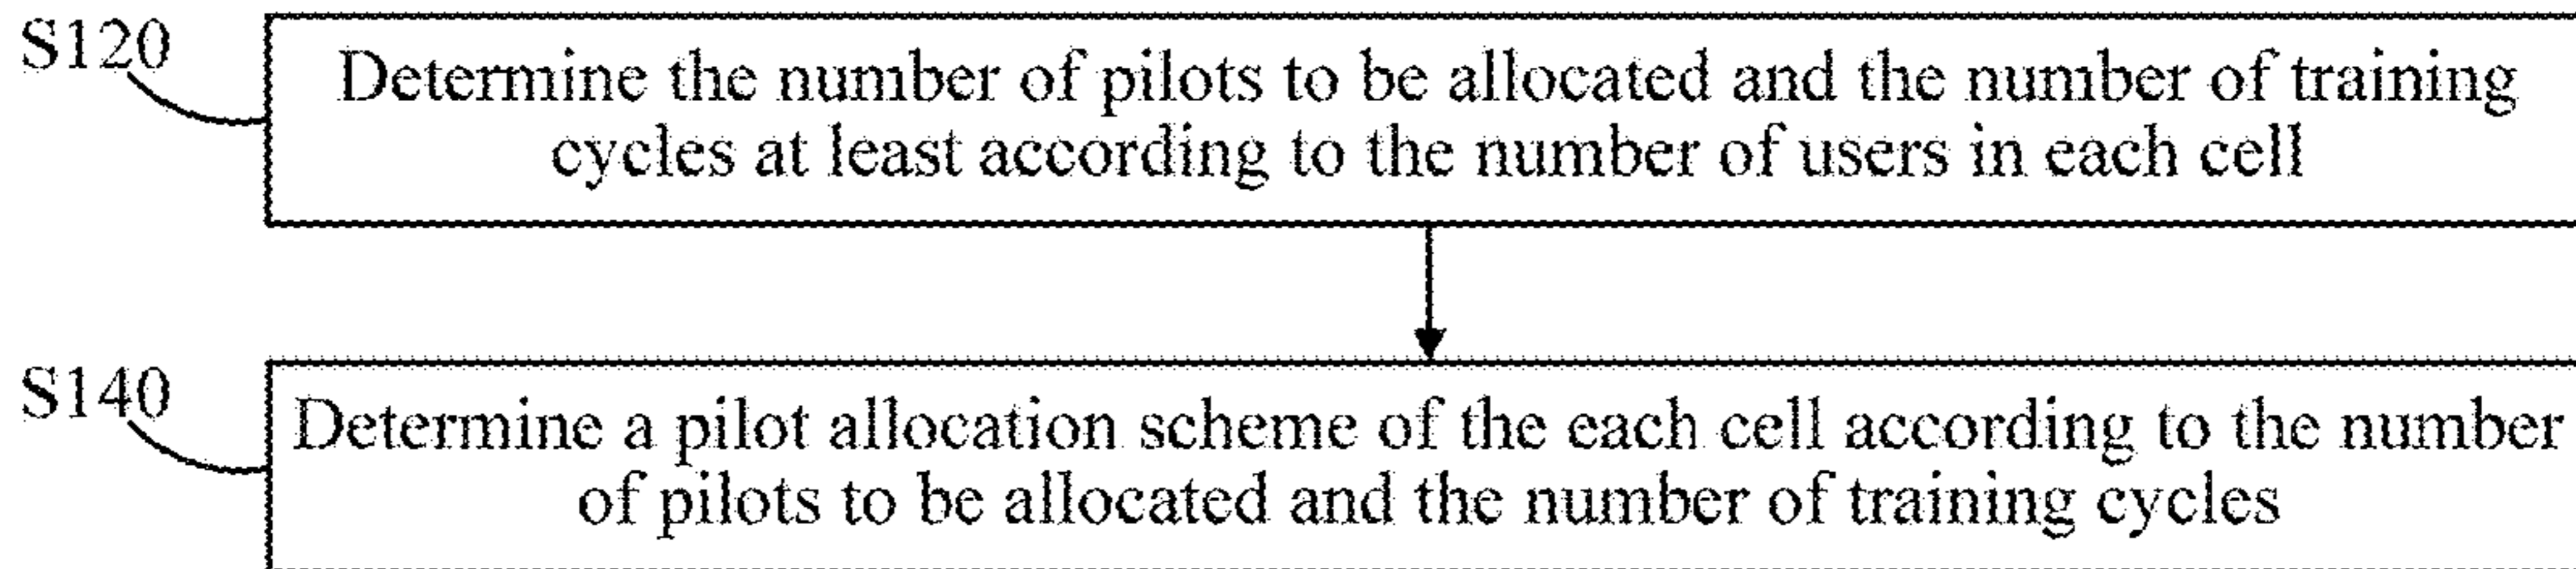 S120
Determine the number of pilots to be allocated and the number of training
cycles at least according to the number of users in each cell
S140
Determine a pilot allocation scheme of the each cell according to the number
of pilots to be allocated and the number of training cycles